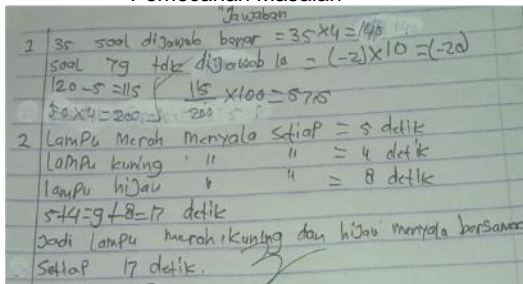 Pemecahan Masalah
Jawaban
1 35 soal dijawab benar = 35 x 4 = 140
Soal yg tdk dijawab 10 = (-2) x 10 = (-20)
120 - 5 = 115 115/200 x 100 = 57,5
50 x 4 = 200
2 Lampu Merah Menyala Setiap = 5 detik
Lampu kuning " " = 4 detik
lampu hijau " " = 8 detik
5+4=9+8=17 detik
Jadi lampu merah, kuning dan hijau menyala bersama
Setiap 17 detik.